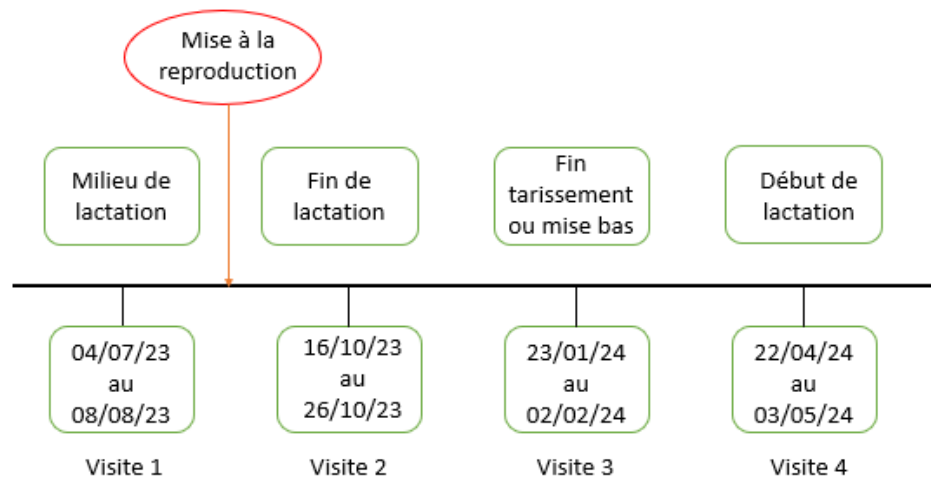 Mise à la
reproduction
Milieu de
lactation
Fin de
lactation
Fin
tarissement
ou mise bas
Début de
lactation
04/07/23
au
08/08/23
16/10/23
au
26/10/23
23/01/24
au
02/02/24
22/04/24
au
03/05/24
Visite 1
Visite 2
Visite 3
Visite 4